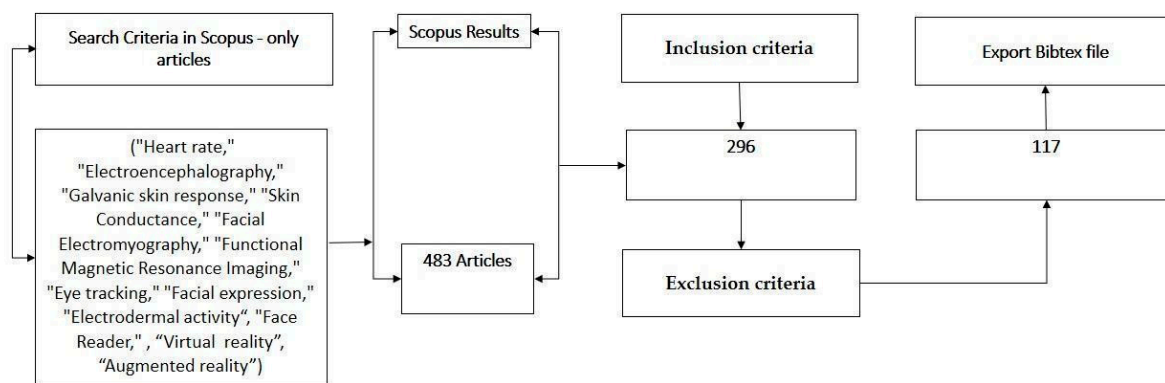 Search Criteria in Scopus - only
articles
("Heart rate,"
"Electroencephalography,"
"Galvanic skin response," "Skin
Conductance," "Facial
Electromyography," "Functional
Magnetic Resonance Imaging,"
"Eye tracking," "Facial expression,"
"Electrodermal activity“, "Face
Reader," , “Virtual reality”,
“Augmented reality”)
Scopus Results
483 Articles
Inclusion criteria
296
Exclusion criteria
Export Bibtex file
117